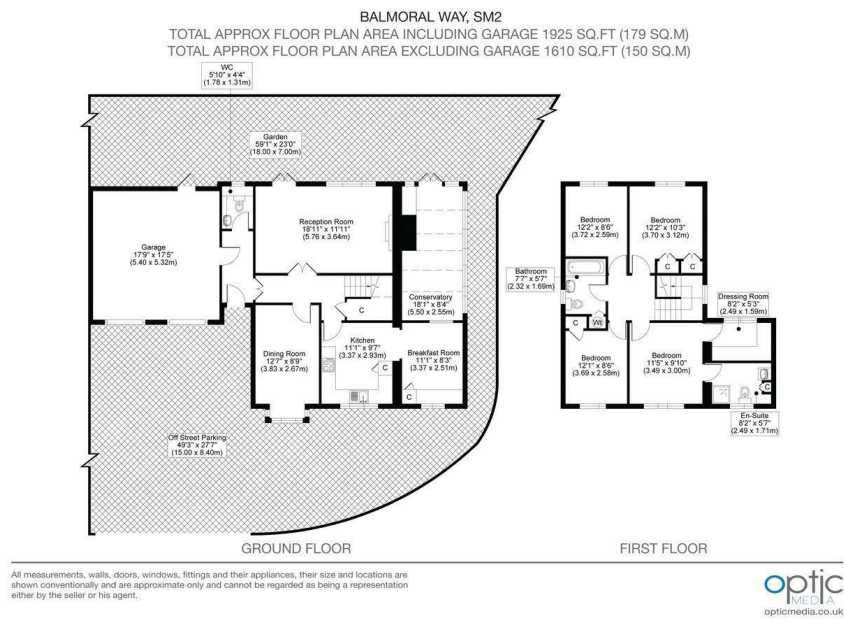 BALMORAL WAY, SM2
TOTAL APPROX FLOOR PLAN AREA INCLUDING GARAGE 1925 SQ.FT (179 SQ.M)
TOTAL APPROX FLOOR PLAN AREA EXCLUDING GARAGE 1610 SQ.FT (150 SQ.M)
WC
5'10" x 4'4"
(1.78 x 1.31m)
Garden
59'1" x 23'0"
(18.00 x 7.00m)
Garage
17'9" x 17'5"
(5.40 x 5.32m)
Reception Room
18'11" x 11'11"
(5.76 x 3.64m)
Conservatory
18'1" x 8'4"
(5.50 x 2.55m)
C
Dining Room
12'7" x 8'9"
(3.83 x 2.67m)
Kitchen
11'1" x 9'7"
(3.37 x 2.93m)
C
Breakfast Room
11'1" x 8'3"
(3.37 x 2.51m)
C
Off Street Parking
49'3" x 27'7"
(15.00 x 8.40m)
Bedroom
12'2" x 8'6"
(3.72 x 2.59m)
Bedroom
12'2" x 10'3"
(3.70 x 3.12m)
C
C
Bathroom
7'7" x 5'7"
(2.32 x 1.69m)
Dressing Room
8'2" x 5'3"
(2.49 x 1.59m)
C
Wt
Bedroom
12'1" x 8'6"
(3.69 x 2.58m)
Bedroom
11'5" x 9'10"
(3.49 x 3.00m)
C
En-Suite
8'2" x 5'7"
(2.49 x 1.71m)
GROUND FLOOR
FIRST FLOOR
All measurements, walls, doors, windows, fittings and their appliances, their size and locations are
shown conventionally and are approximate only and cannot be regarded as being a representation
either by the seller or his agent.
optic
MEDIA
opticmedia.co.uk